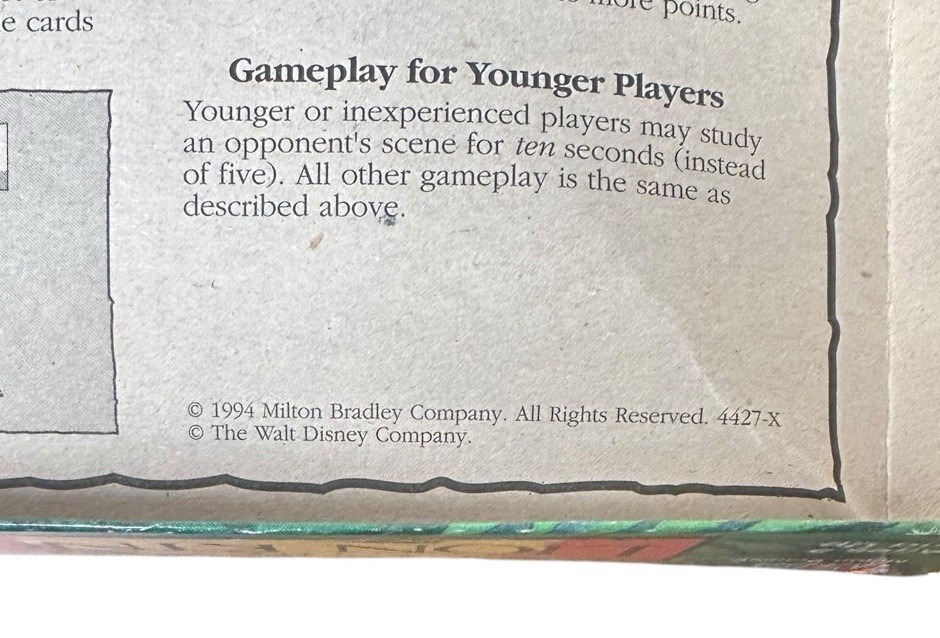 e cards
more points.
Gameplay for Younger Players
Younger or inexperienced players may study
an opponent's scene for ten seconds (instead
of five). All other gameplay is the same as
described above.
© 1994 Milton Bradley Company. All Rights Reserved. 4427-X
© The Walt Disney Company.